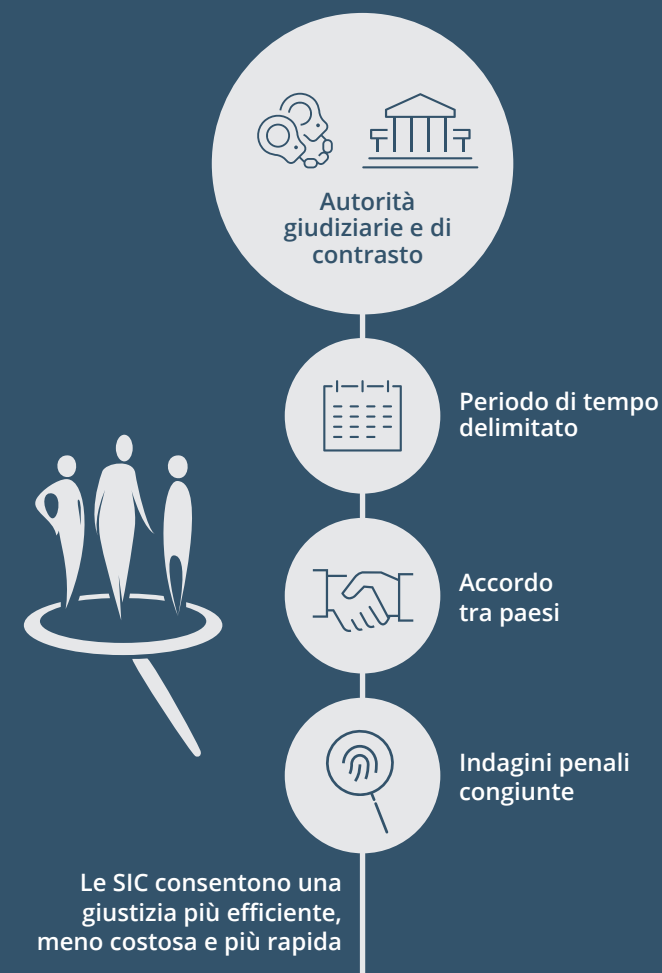 Autorità
giudiziarie e di
contrasto
Periodo di tempo
delimitato
Accordo
tra paesi
Indagini penali
congiunte
Le SIC consentono una
giustizia più efficiente,
meno costosa e più rapida